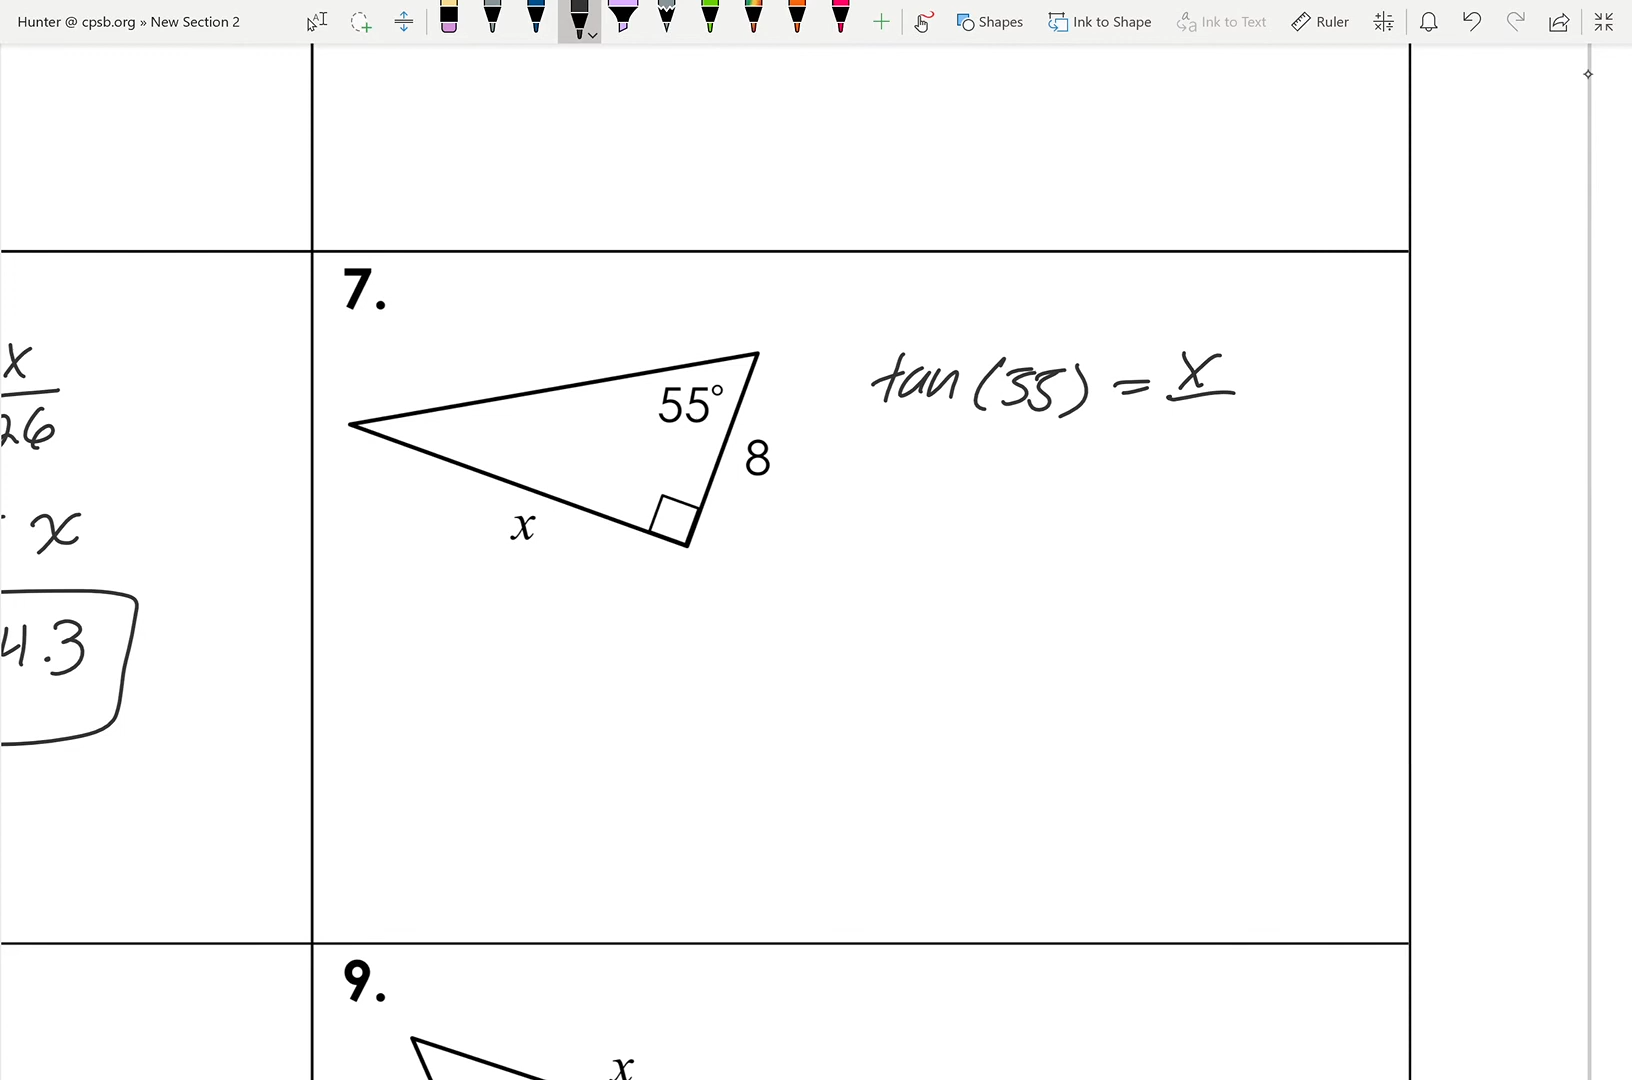 Hunter @ cpsb.org » New Section 2
Shapes
Ink to Shape
Ink to Text
Ruler
7.
x
26
55°
8
x
tan(55) = x
x
4.3
9.
x